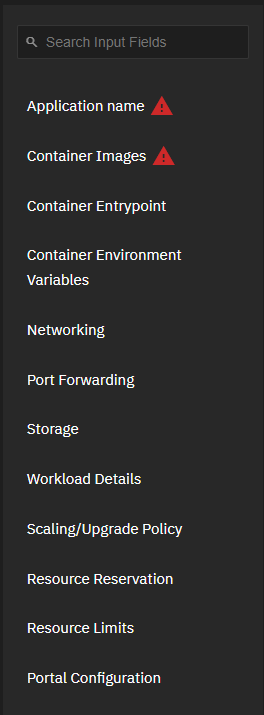 Search Input Fields
Application name
Container Images
Container Entrypoint
Container Environment
Variables
Networking
Port Forwarding
Storage
Workload Details
Scaling/Upgrade Policy
Resource Reservation
Resource Limits
Portal Configuration